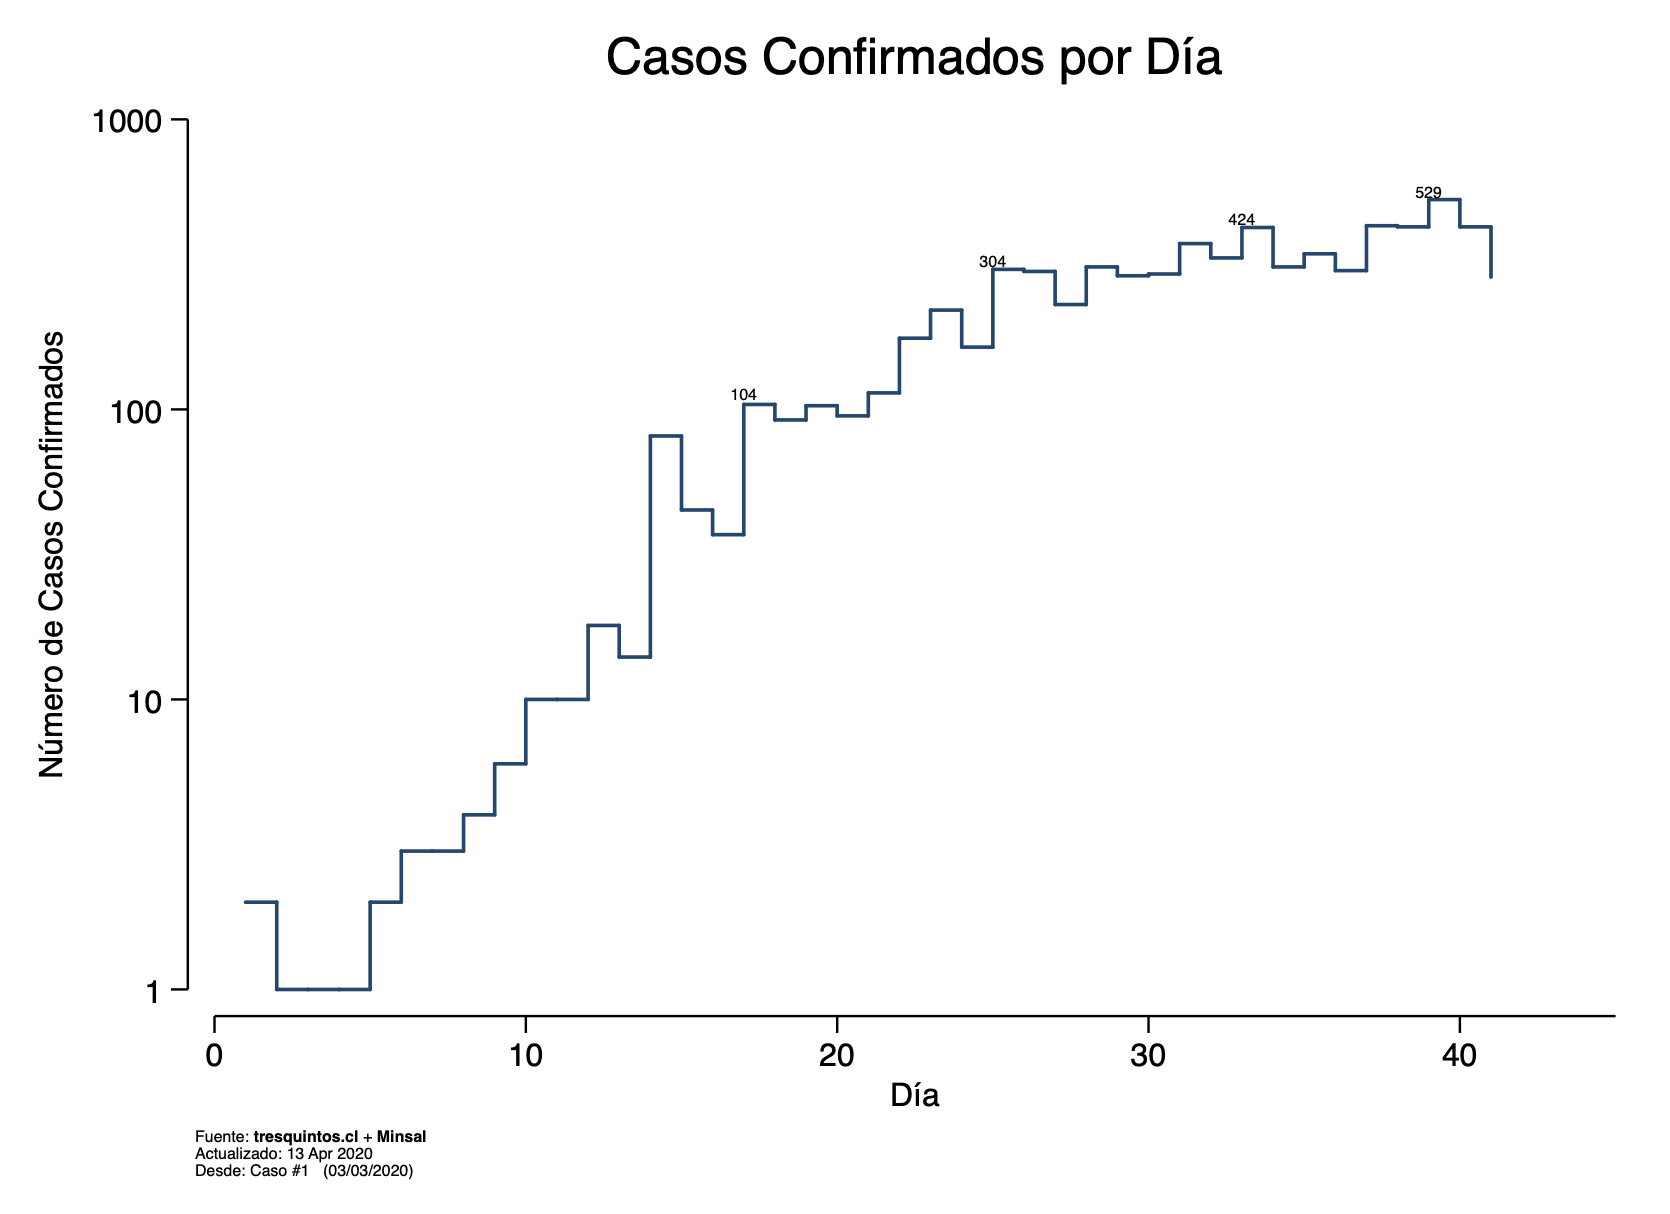 Casos Confirmados por Día
1000
100
10
1
Número de Casos Confirmados
104
304
424
529
0 10 20 30 40
Día
Fuente: tresquintos.cl + Minsal
Actualizado: 13 Apr 2020
Desde: Caso #1 (03/03/2020)